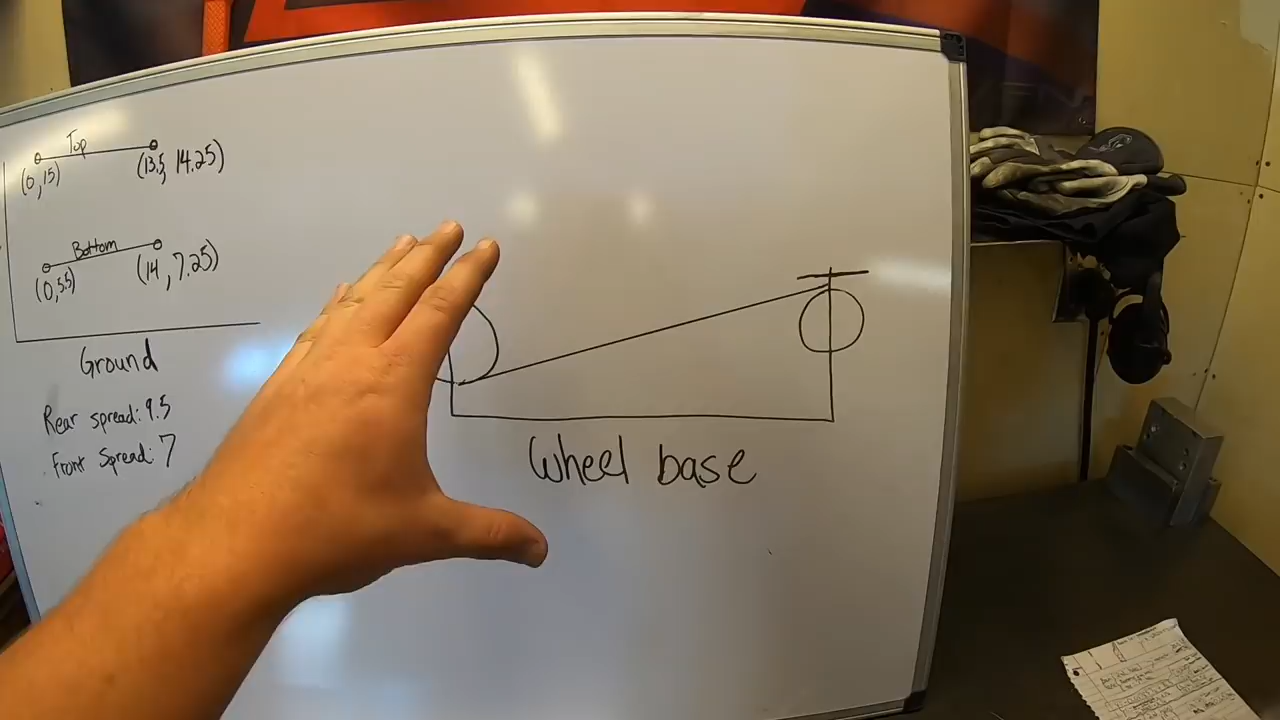 Top
(0,15)
(13.5, 14.25)
Bottom
(0,5.5)
(14, 7.25)
Ground
Rear spread: 9.5
Front Spread: 7
Wheel base